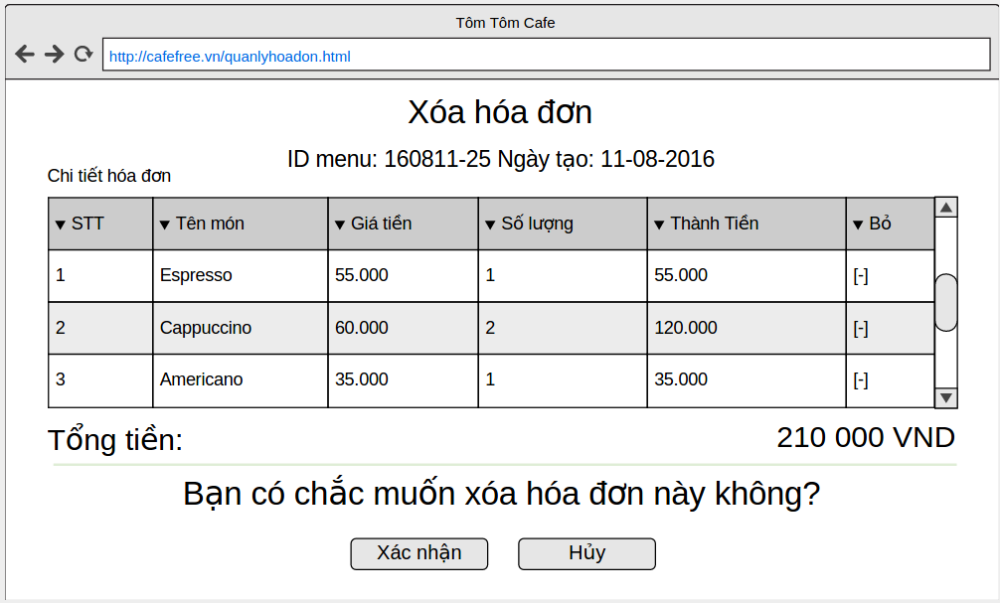 Tôm Tôm Cafe
http://cafefree.vn/quanlyhoadon.html
Xóa hóa đơn
ID menu: 160811-25 Ngày tạo: 11-08-2016
Chi tiết hóa đơn
▼ STT ▼ Tên món ▼ Giá tiền ▼ Số lượng ▼ Thành Tiền ▼ Bỏ
1 Espresso 55.000 1 55.000 [-]
2 Cappuccino 60.000 2 120.000 [-]
3 Americano 35.000 1 35.000 [-]
Tổng tiền: 210 000 VND
Bạn có chắc muốn xóa hóa đơn này không?
Xác nhận Hủy